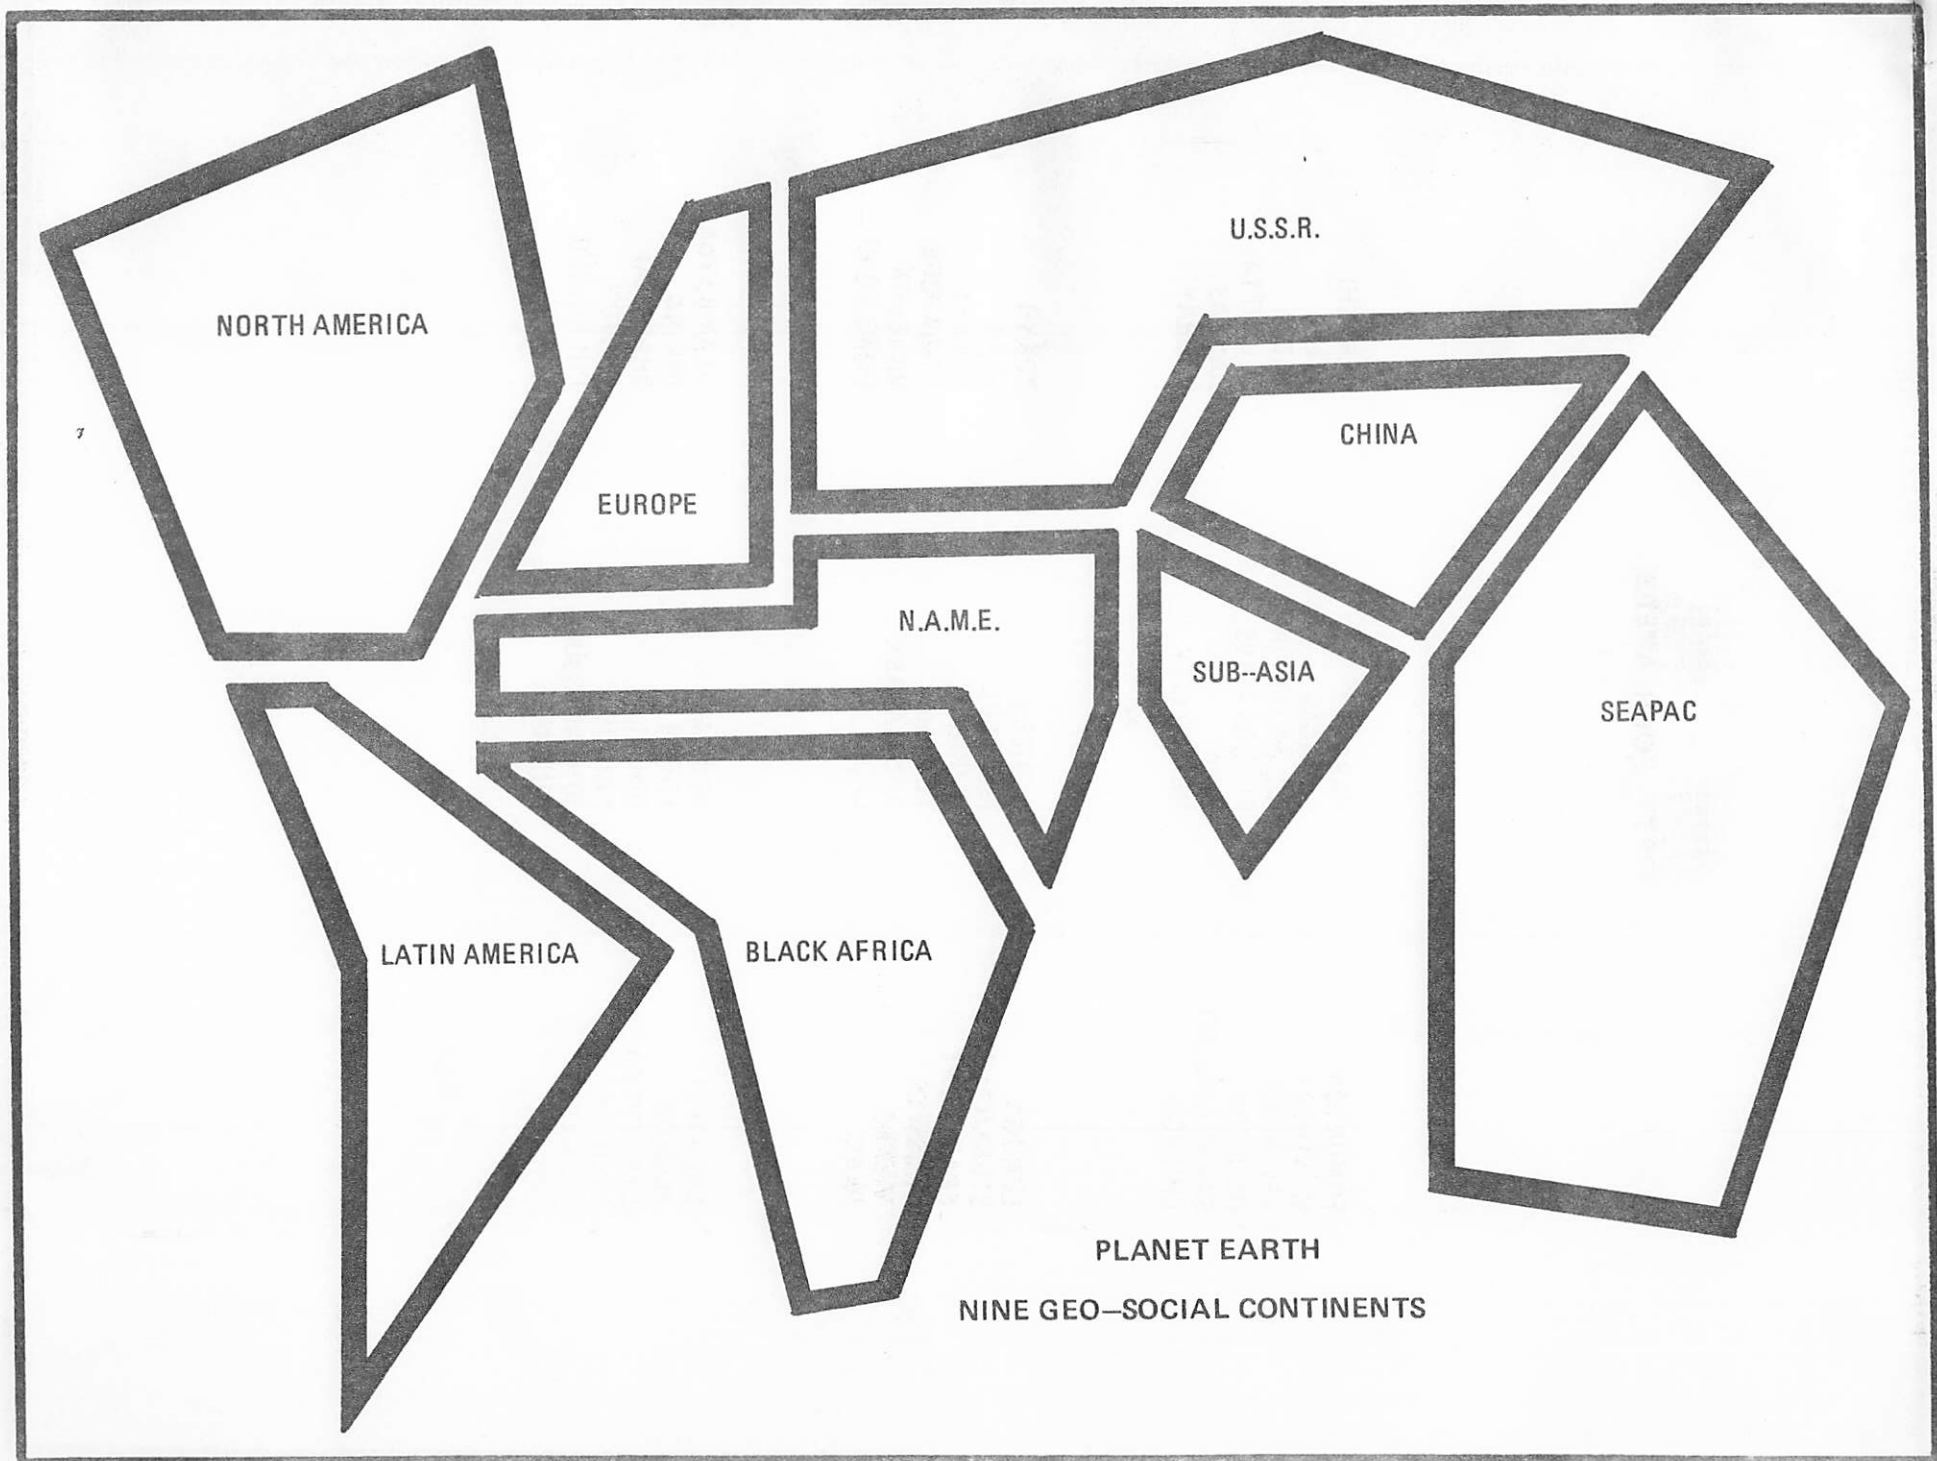 U.S.S.R.
NORTH AMERICA
CHINA
EUROPE
N.A.M.E.
SUB--ASIA
SEAPAC
LATIN AMERICA
BLACK AFRICA
PLANET EARTH
NINE GEO—SOCIAL CONTINENTS